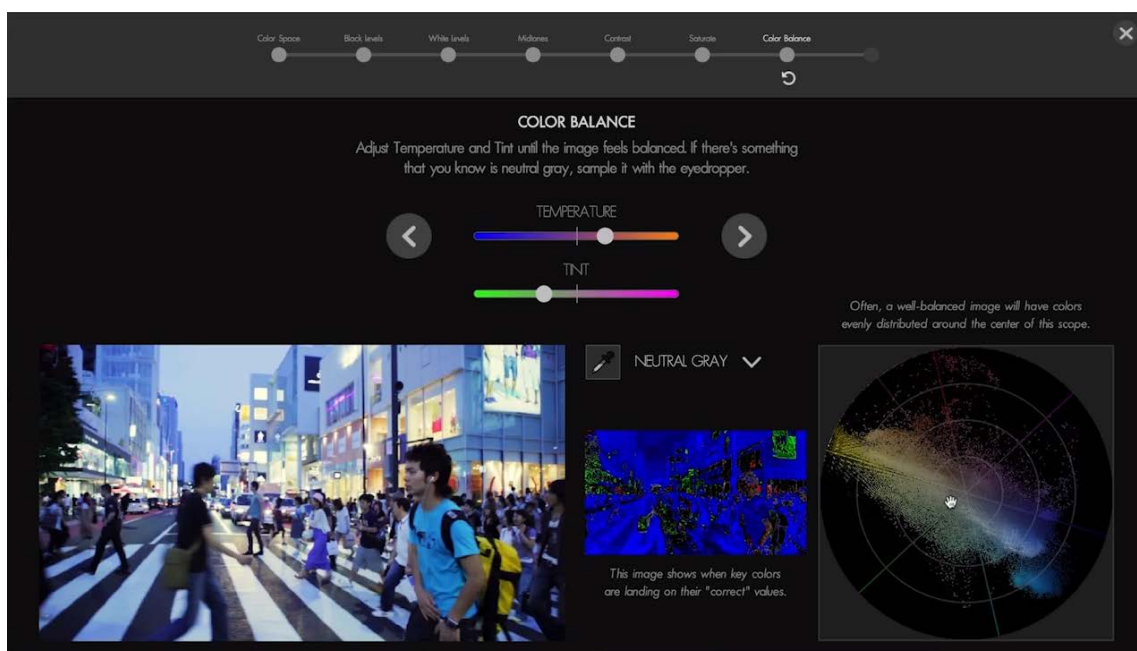 Color Space
Black levels
White levels
Midtones
Contrast
Saturate
Color Balance
COLOR BALANCE
Adjust Temperature and Tint until the image feels balanced. If there's something
that you know is neutral gray, sample it with the eyedropper.
TEMPERATURE
TINT
Often, a well-balanced image will have colors
evenly distributed around the center of this scope.
NEUTRAL GRAY
This image shows when key colors
are landing on their "correct" values.